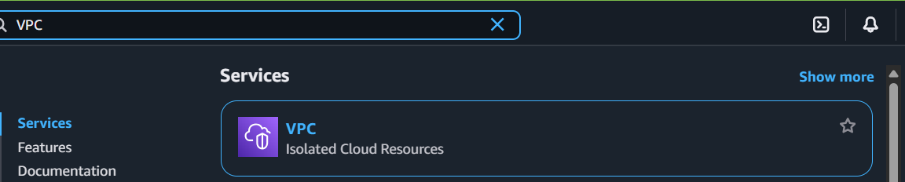 VPC
Services
Show more
Services
Features
Documentation
VPC
Isolated Cloud Resources